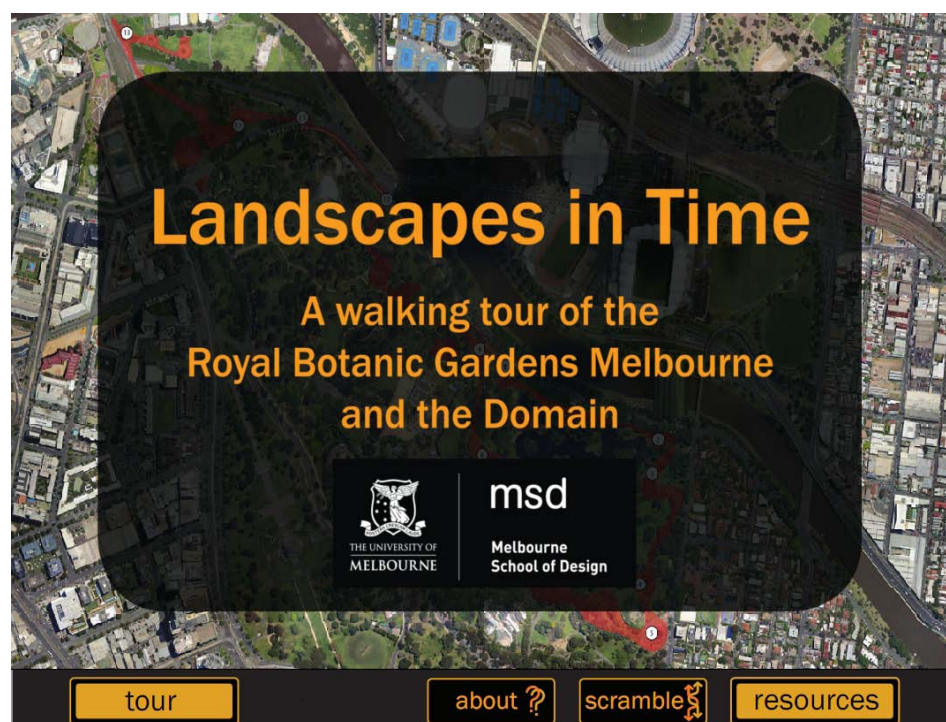 Landscapes in Time
A walking tour of the
Royal Botanic Gardens Melbourne
and the Domain
THE UNIVERSITY OF
MELBOURNE
msd
Melbourne
School of Design
5
tour
about ?
scramble
resources